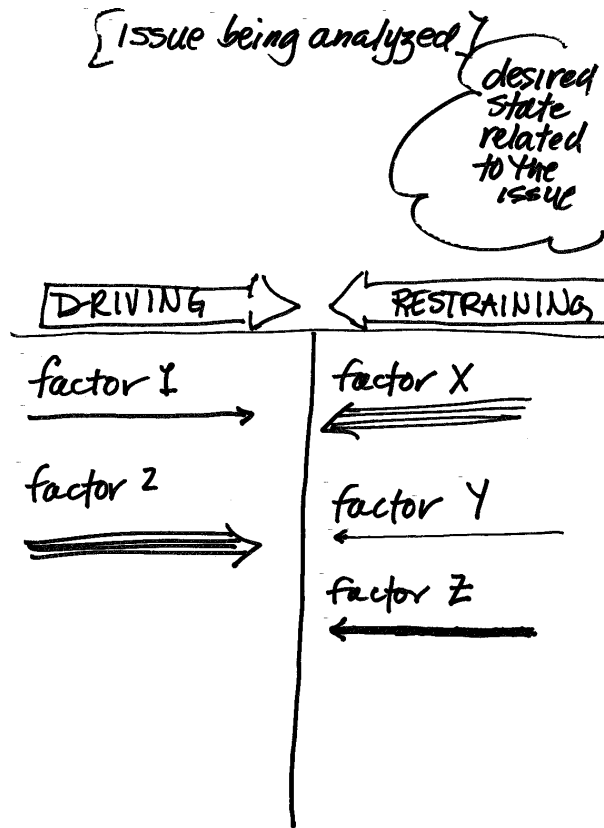 [issue being analyzed]
desired
state
related
to the
issue
DRIVING
RESTRAINING
factor 1
factor X
factor 2
factor Y
factor Z